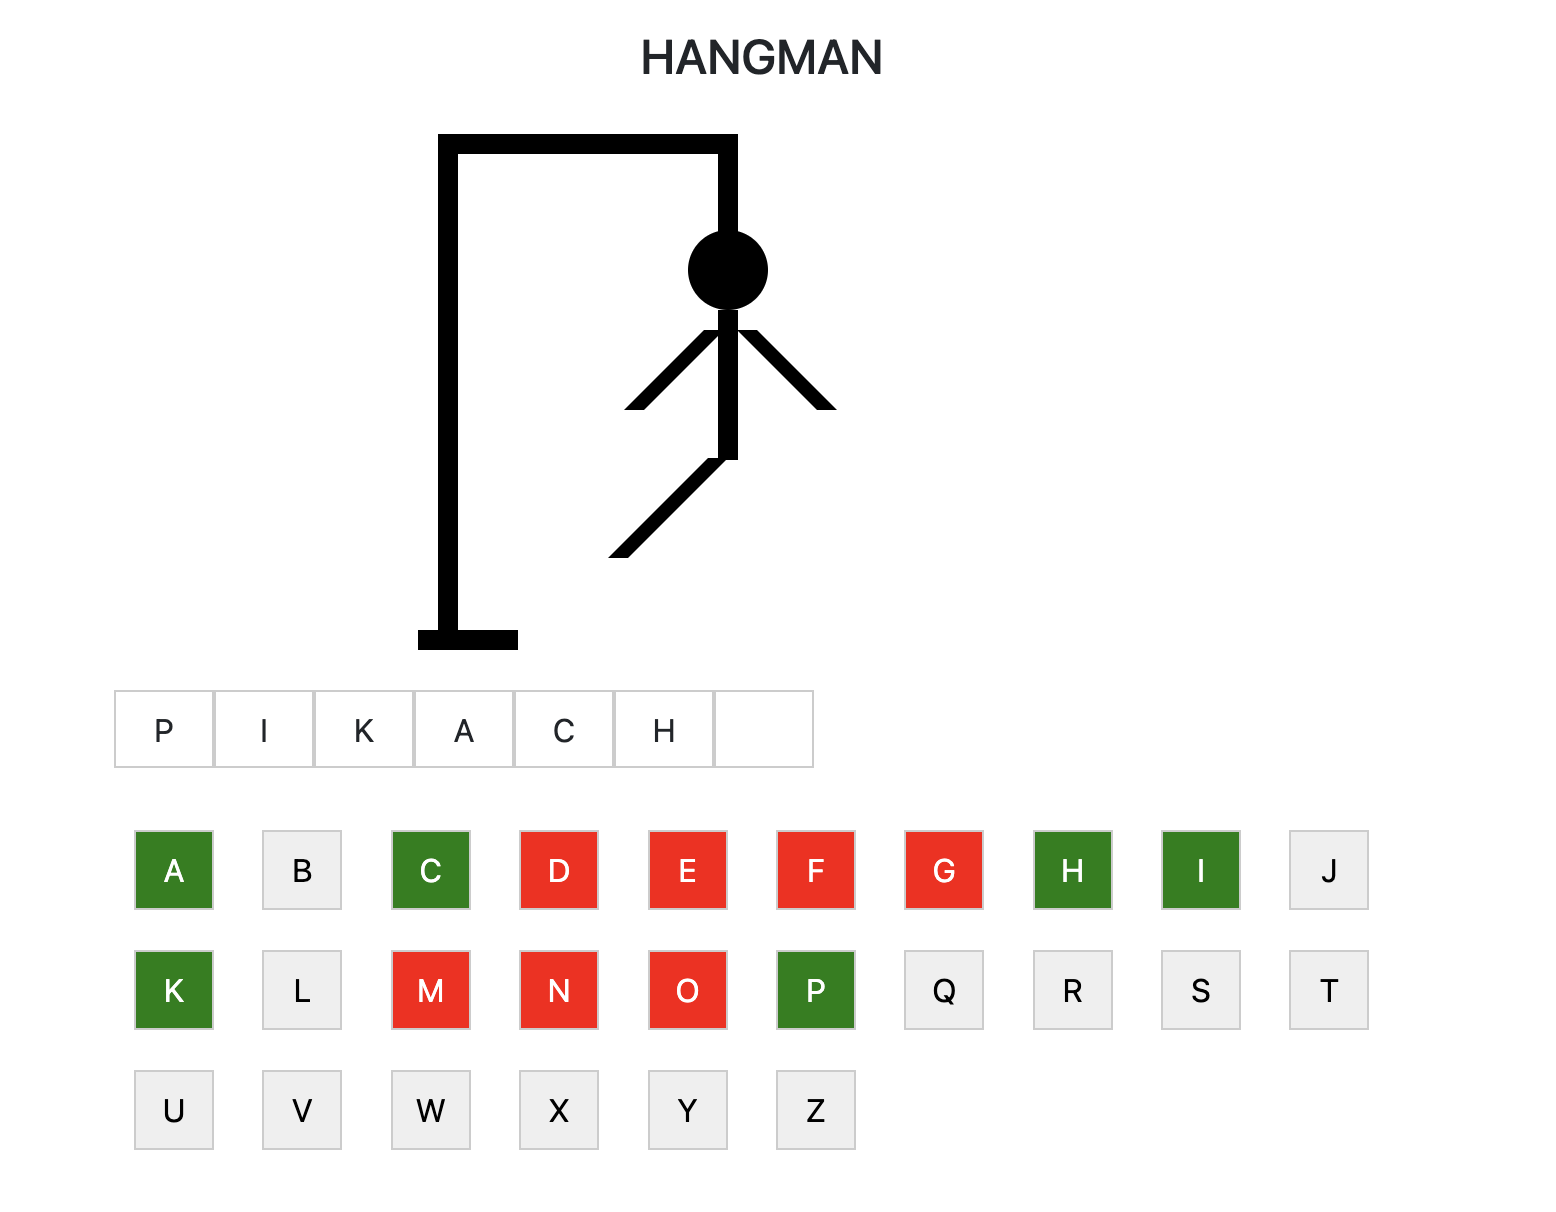 HANGMAN
P I K A C H
A B C D E F G H I J
K L M N O P Q R S T
U V W X Y Z